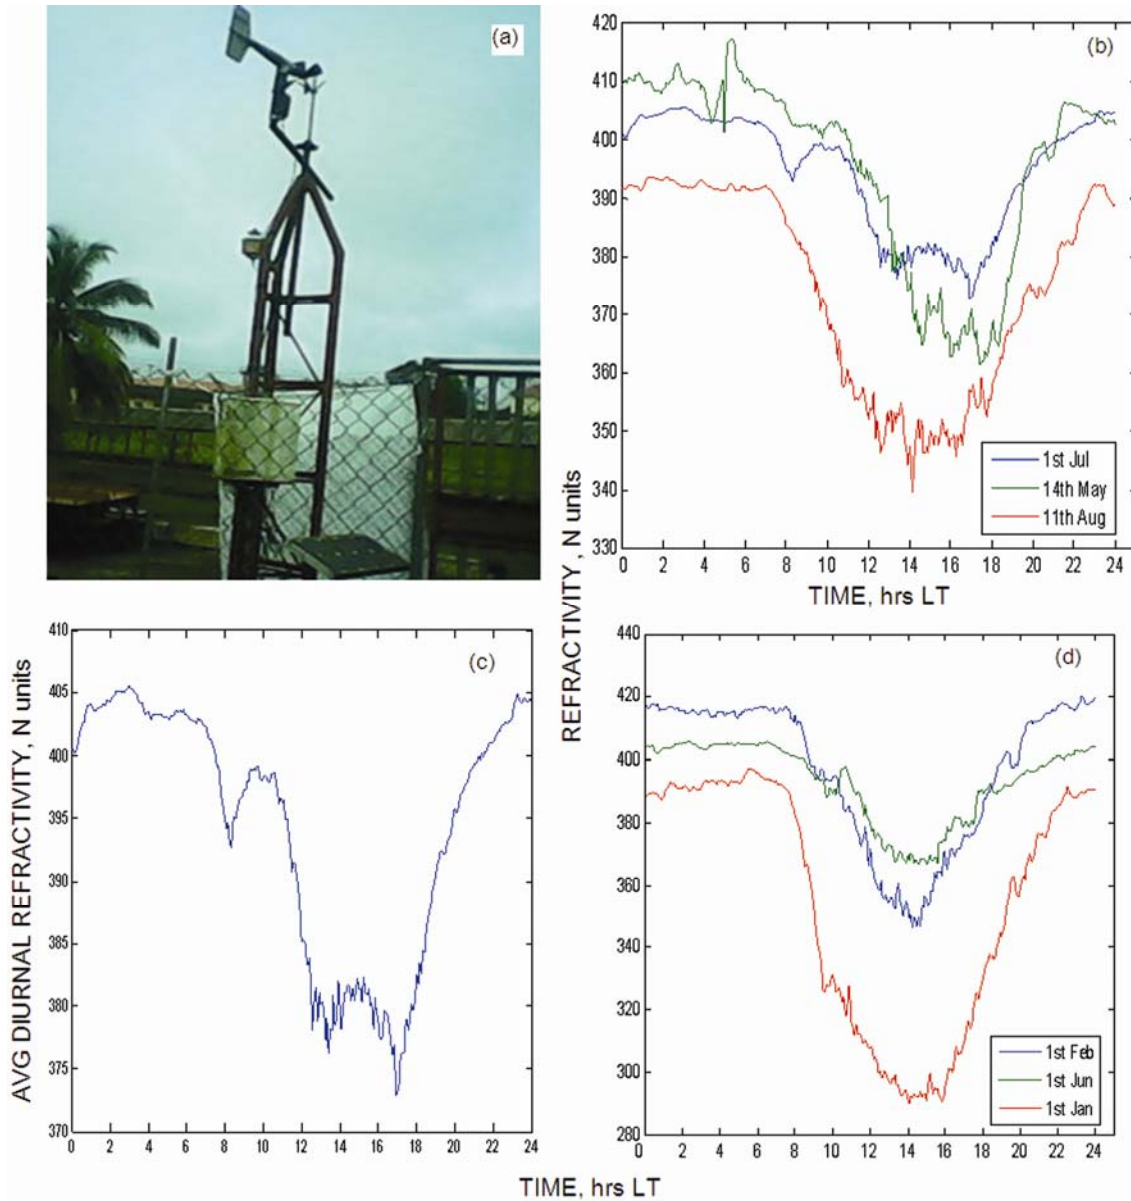 (a)
(b)
420
410
400
390
380
370
360
350
340
330
1st Jul
14th May
11th Aug
0 2 4 6 8 10 12 14 16 18 20 22 24
TIME, hrs LT
REFRACTIVITY, N units
(c)
410
405
400
395
390
385
380
375
370
AVG DIURNAL REFRACTIVITY, N units
0 2 4 6 8 10 12 14 16 18 20 22 24
(d)
440
420
400
380
360
340
320
300
280
1st Feb
1st Jun
1st Jan
0 2 4 6 8 10 12 14 16 18 20 22 24
TIME, hrs LT